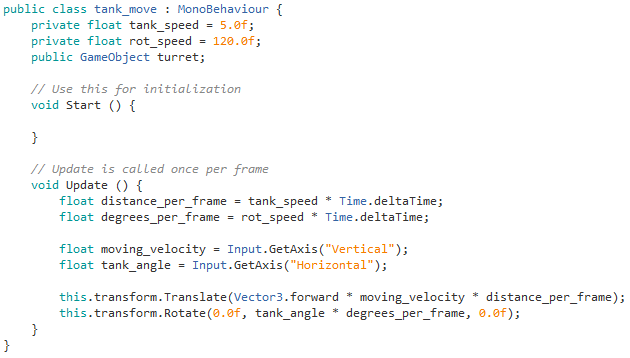 public class tank_move : MonoBehaviour {
    private float tank_speed = 5.0f;
    private float rot_speed = 120.0f;
    public GameObject turret;

    // Use this for initialization
    void Start () {

    }

    // Update is called once per frame
    void Update () {
        float distance_per_frame = tank_speed * Time.deltaTime;
        float degrees_per_frame = rot_speed * Time.deltaTime;

        float moving_velocity = Input.GetAxis("Vertical");
        float tank_angle = Input.GetAxis("Horizontal");

        this.transform.Translate(Vector3.forward * moving_velocity * distance_per_frame);
        this.transform.Rotate(0.0f, tank_angle * degrees_per_frame, 0.0f);
    }
}